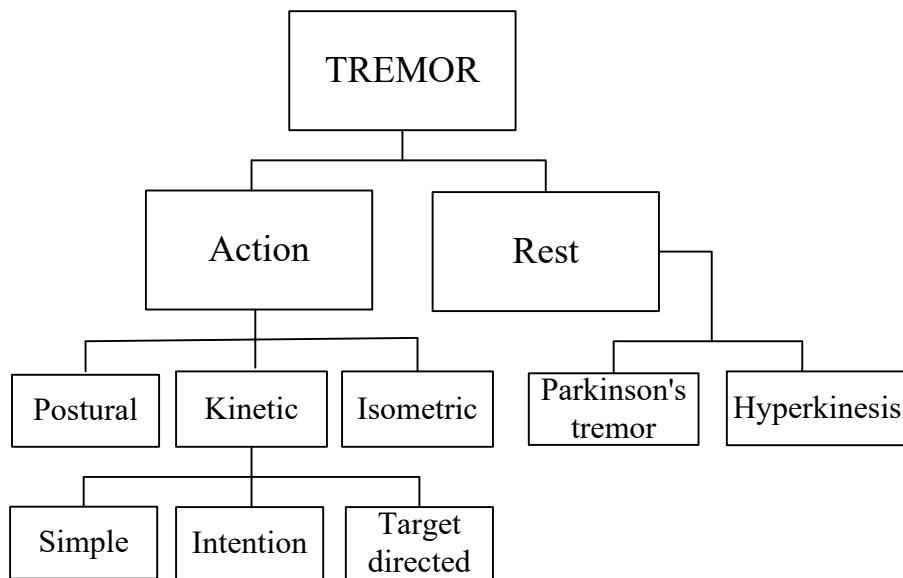 TREMOR
Action
Rest
Postural
Kinetic
Isometric
Parkinson's
tremor
Hyperkinesis
Simple
Intention
Target
directed